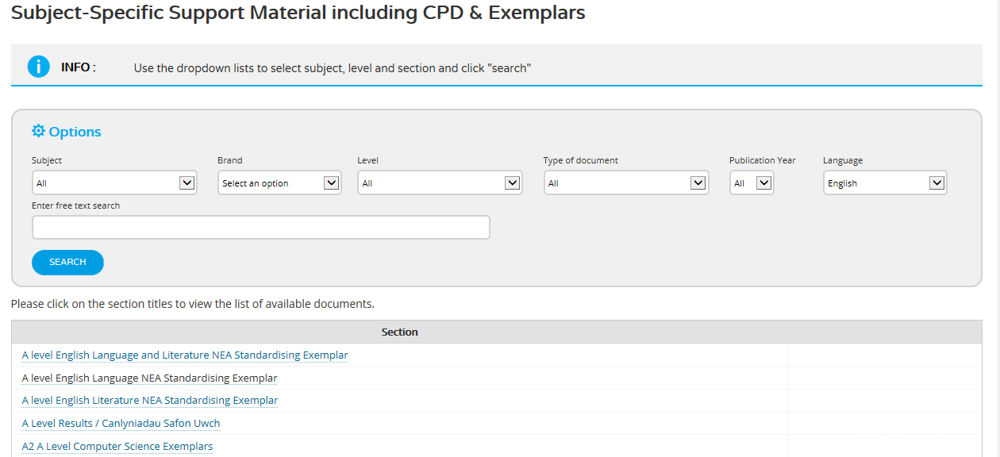 Subject-Specific Support Material including CPD & Exemplars
INFO : Use the dropdown lists to select subject, level and section and click "search"
Options
Subject Brand Level Type of document Publication Year Language
All Select an option All All All English
Enter free text search
SEARCH
Please click on the section titles to view the list of available documents.
Section
A level English Language and Literature NEA Standardising Exemplar
A level English Language NEA Standardising Exemplar
A level English Literature NEA Standardising Exemplar
A Level Results / Canlyniadau Safon Uwch
A2 A Level Computer Science Exemplars